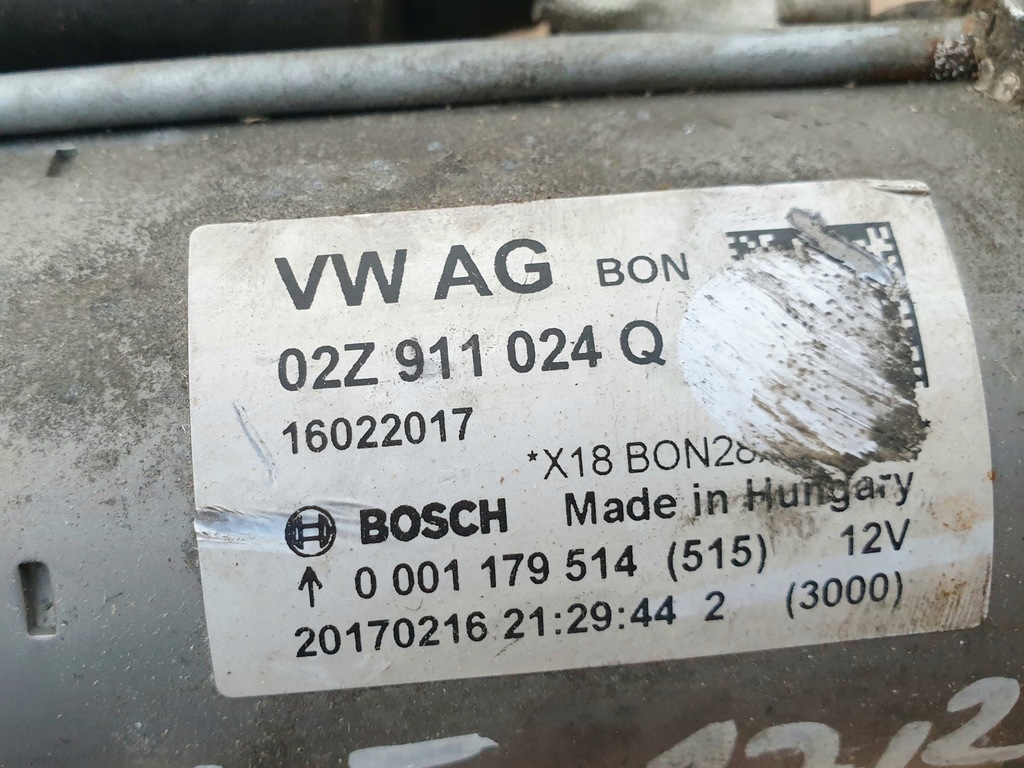 VW AG BON
02Z 911 024 Q
16022017
*X18 BON28
BOSCH Made in Hungary
↑ 0 001 179 514 (515) 12V
20170216 21:29:44 2 (3000)